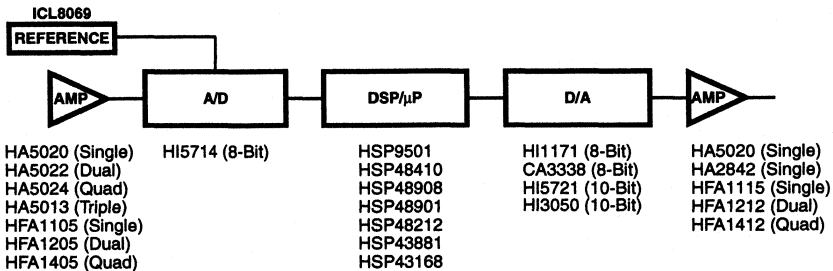 ICL8069
REFERENCE
AMP
A/D
DSP/μP
D/A
AMP
HA5020 (Single)
HA5022 (Dual)
HA5024 (Quad)
HA5013 (Triple)
HFA1105 (Single)
HFA1205 (Dual)
HFA1405 (Quad)
HI5714 (8-Bit)
HSP9501
HSP48410
HSP48908
HSP48901
HSP48212
HSP43881
HSP43168
HI1171 (8-Bit)
CA3338 (8-Bit)
HI5721 (10-Bit)
HI3050 (10-Bit)
HA5020 (Single)
HA2842 (Single)
HFA1115 (Single)
HFA1212 (Dual)
HFA1412 (Quad)